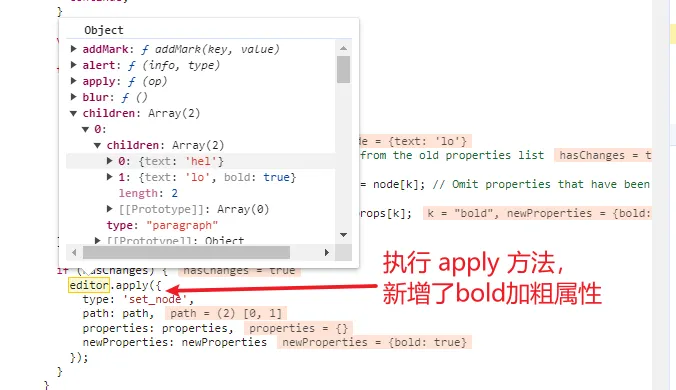 }
Object
addMark: ƒ addMark(key, value)
alert: ƒ (info, type)
apply: ƒ (op)
blur: ƒ ()
children: Array(2)
0:
children: Array(2)
de = {text: 'lo'}
0: {text: 'hel'}
from the old properties list hasChanges = t
1: {text: 'lo', bold: true}
= node[k]; // Omit properties that have been
length: 2
[[Prototype]]: Array(0)
rops[k]; k = "bold", newProperties = {bold:
type: "paragraph"
[[Prototype]]: Object
if (hasChanges) { hasChanges = true
执行 apply 方法，
新增了bold加粗属性
editor.apply({
type: 'set_node',
path: path, path = (2) [0, 1]
properties: properties, properties = {}
newProperties: newProperties newProperties = {bold: true}
});
}
}